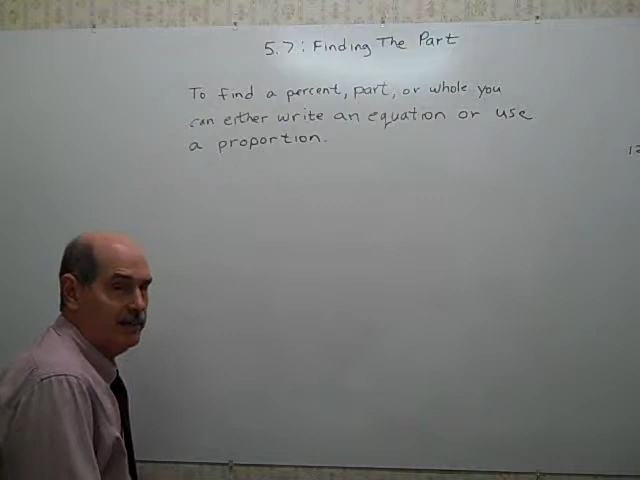 5.7: Finding The Part
To find a percent, part, or whole you
can either write an equation or use
a proportion.
12